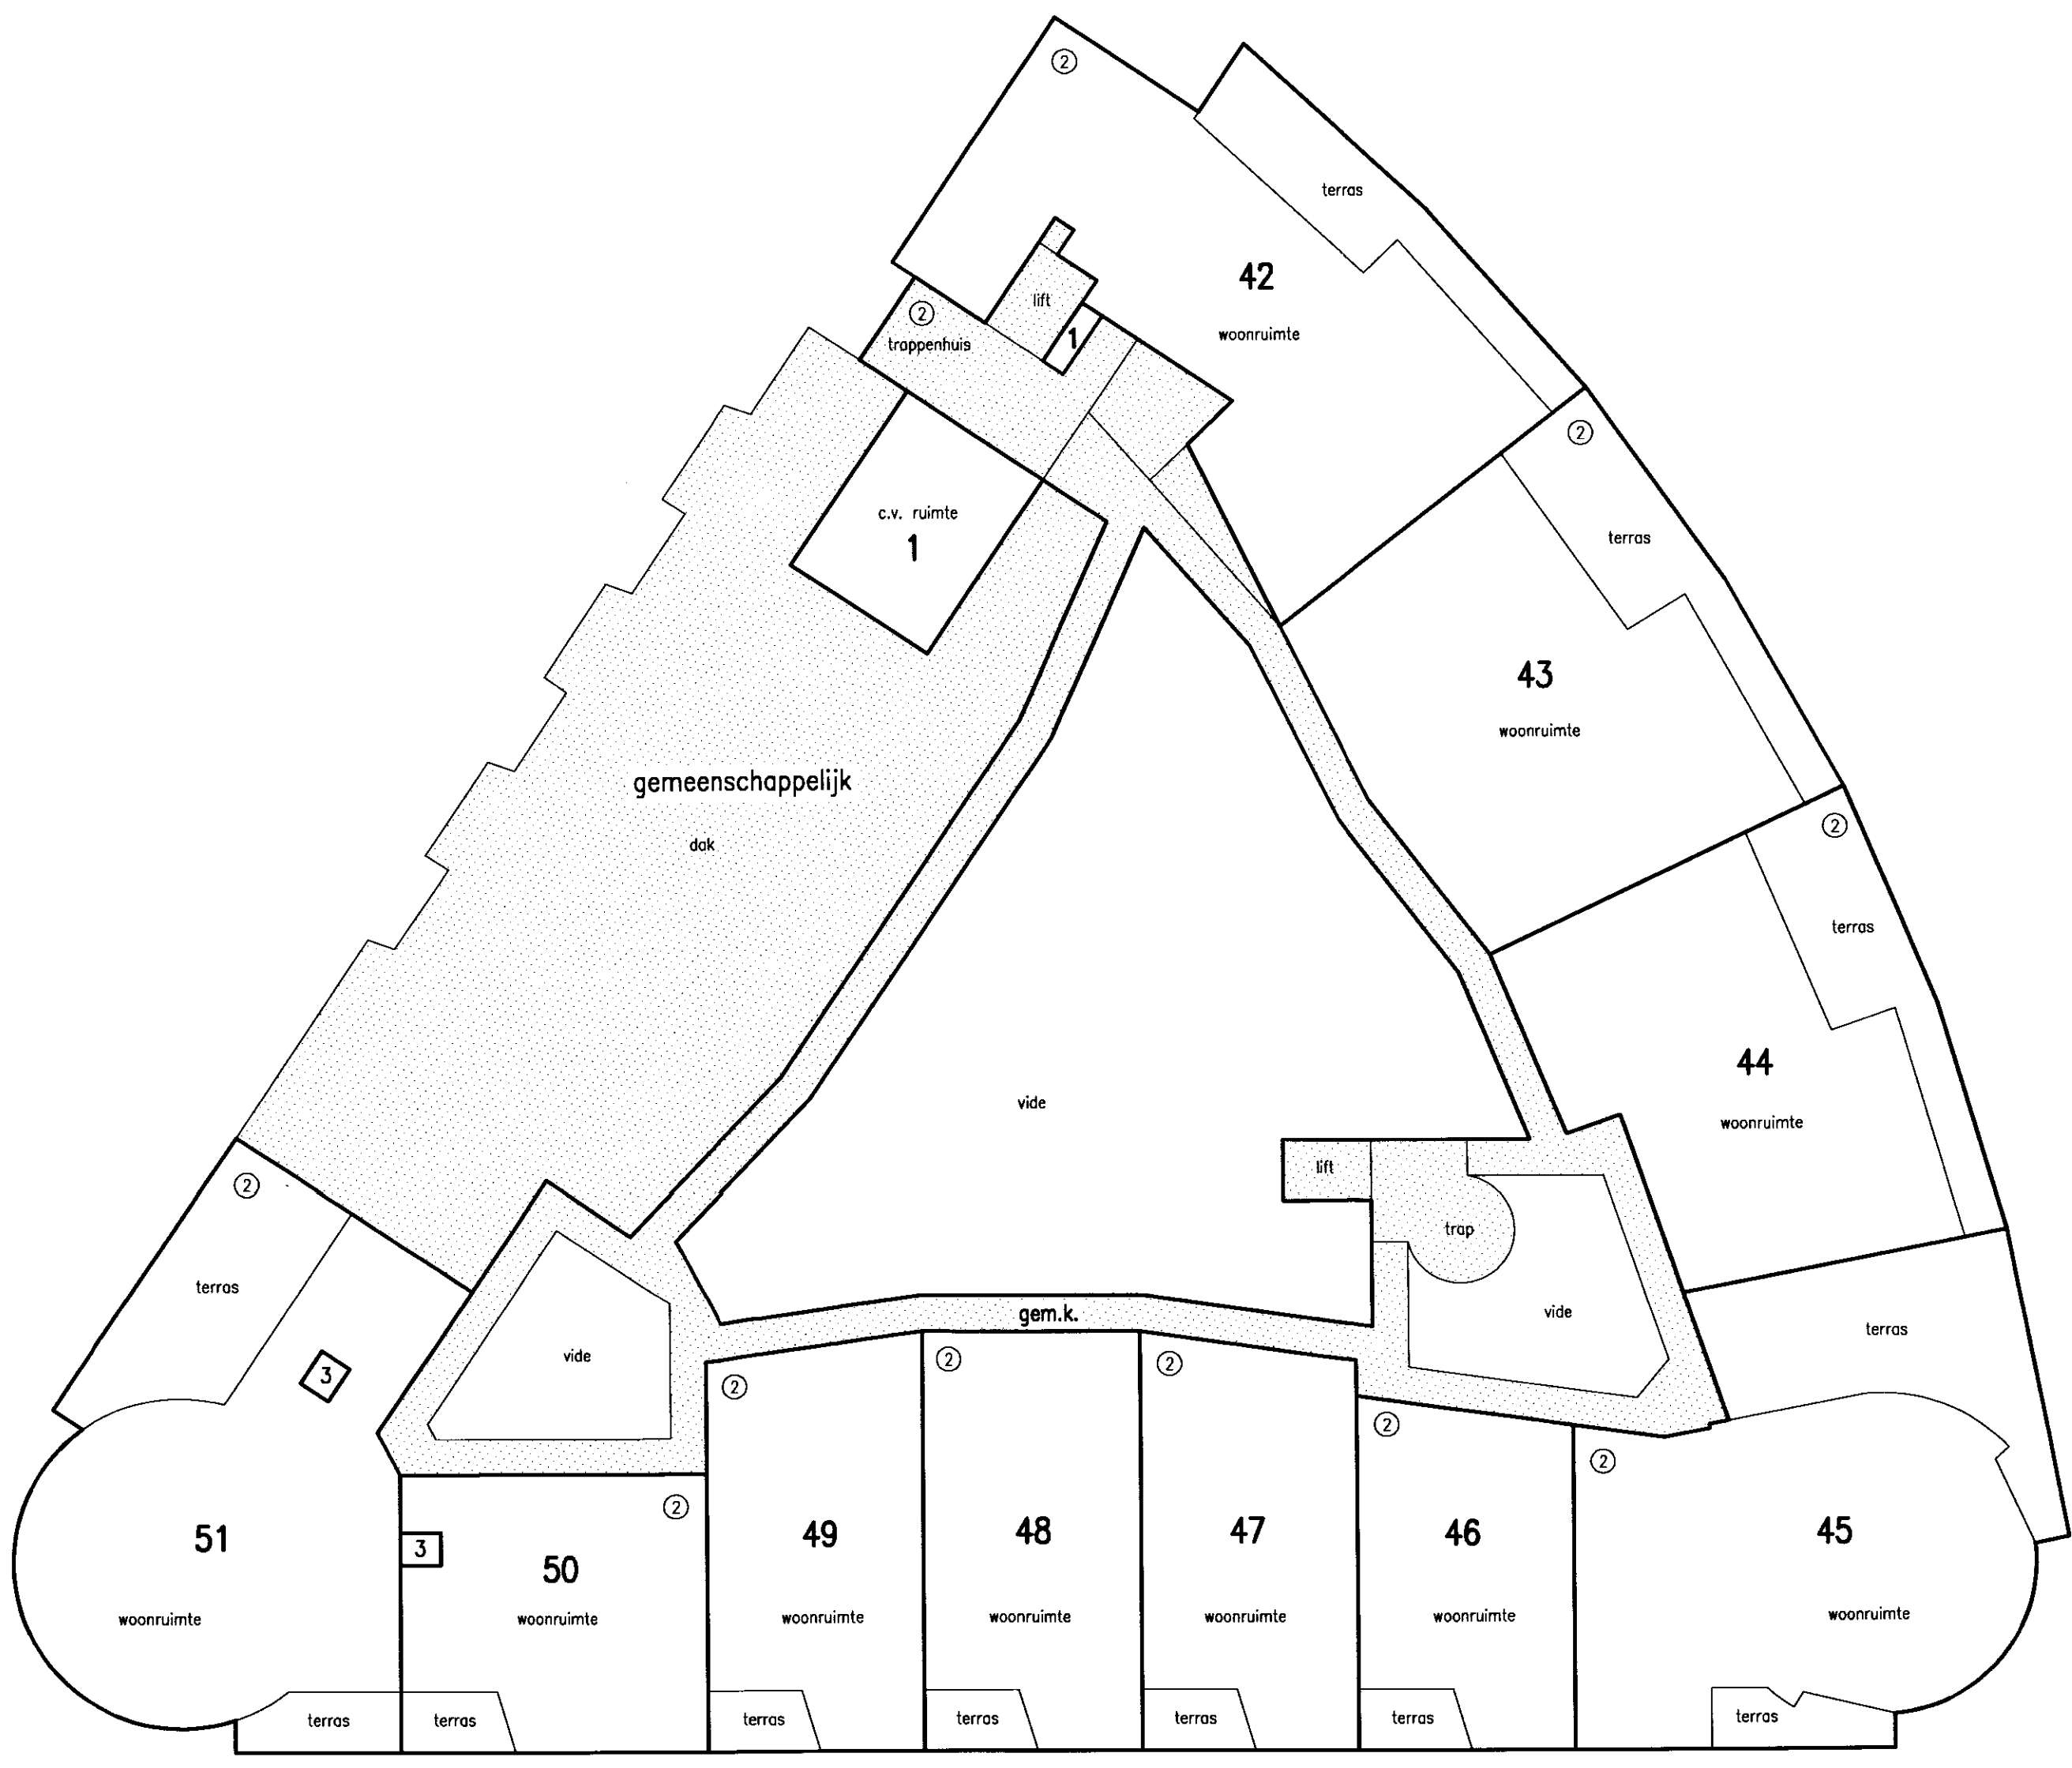 ②
terras
42
woonruimte
lift
②
trappenhuis
1
②
terras
c.v. ruimte
1
43
woonruimte
gemeenschappelijk
dak
②
terras
44
woonruimte
vide
lift
trap
vide
terras
②
terras
3
vide
gem.k.
②
②
②
②
②
②
51
woonruimte
3
50
woonruimte
49
woonruimte
48
woonruimte
47
woonruimte
46
woonruimte
45
woonruimte
terras
terras
terras
terras
terras
terras
terras